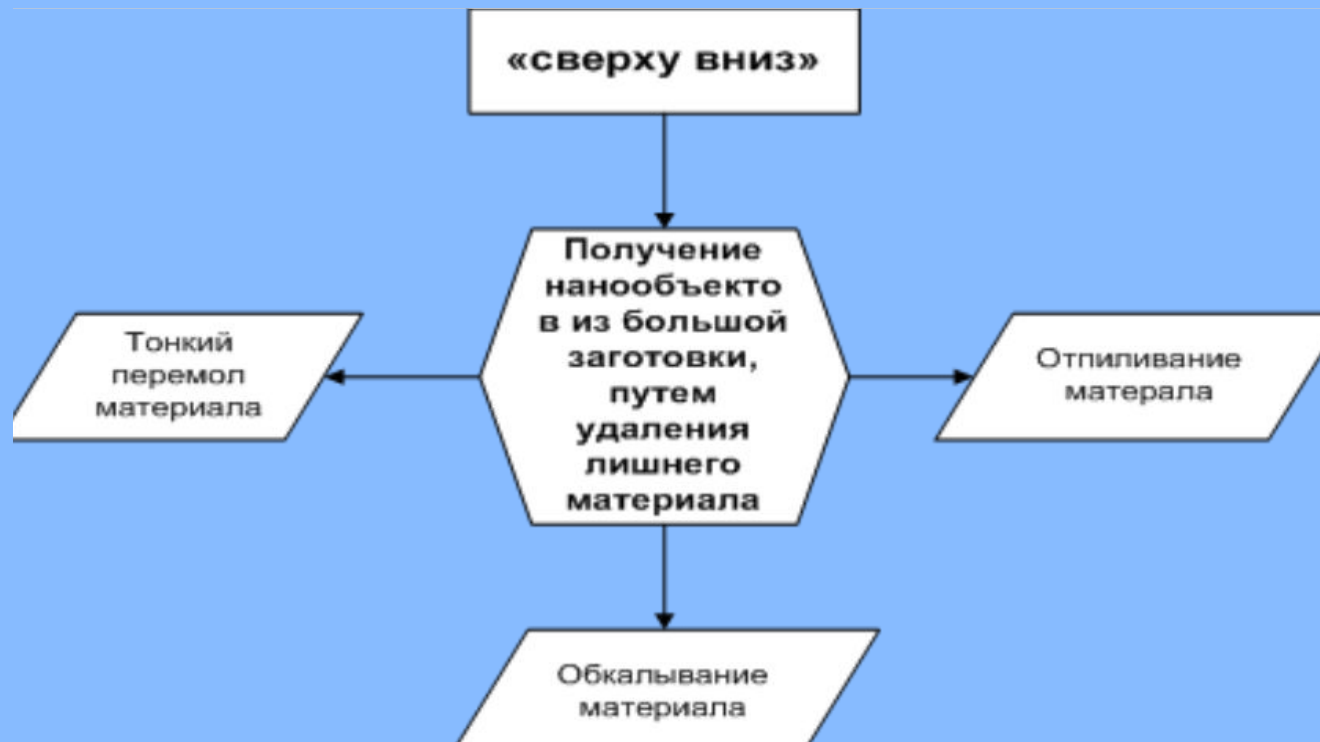 «сверху вниз»
Получение
нанообъекто
в из большой
заготовки,
путем
удаления
лишнего
материала
Тонкий
перемол
материала
Отпиливание
матерала
Обкалывание
материала